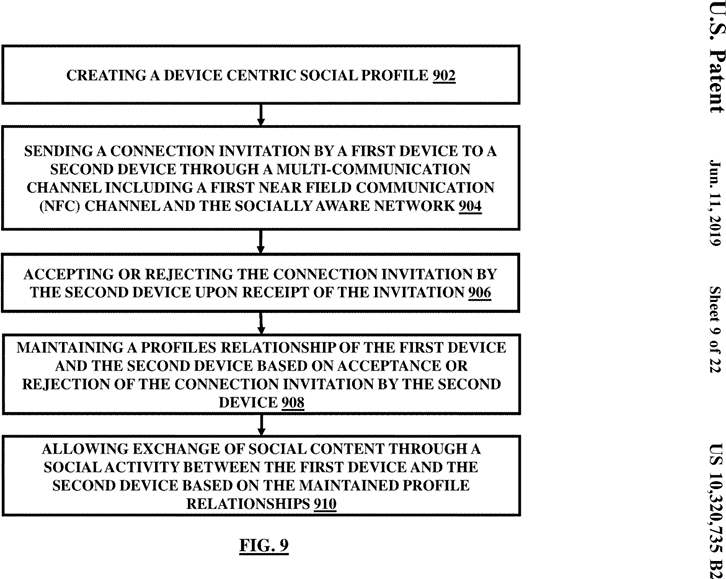 U.S. Patent
Jun. 11, 2019
Sheet 9 of 22
US 10,320,735 B2
CREATING A DEVICE CENTRIC SOCIAL PROFILE 902
SENDING A CONNECTION INVITATION BY A FIRST DEVICE TO A
SECOND DEVICE THROUGH A MULTI-COMMUNICATION
CHANNEL INCLUDING A FIRST NEAR FIELD COMMUNICATION
(NFC) CHANNEL AND THE SOCIALLY AWARE NETWORK 904
ACCEPTING OR REJECTING THE CONNECTION INVITATION BY
THE SECOND DEVICE UPON RECEIPT OF THE INVITATION 906
MAINTAINING A PROFILES RELATIONSHIP OF THE FIRST DEVICE
AND THE SECOND DEVICE BASED ON ACCEPTANCE OR
REJECTION OF THE CONNECTION INVITATION BY THE SECOND
DEVICE 908
ALLOWING EXCHANGE OF SOCIAL CONTENT THROUGH A
SOCIAL ACTIVITY BETWEEN THE FIRST DEVICE AND THE
SECOND DEVICE BASED ON THE MAINTAINED PROFILE
RELATIONSHIPS 910
FIG. 9